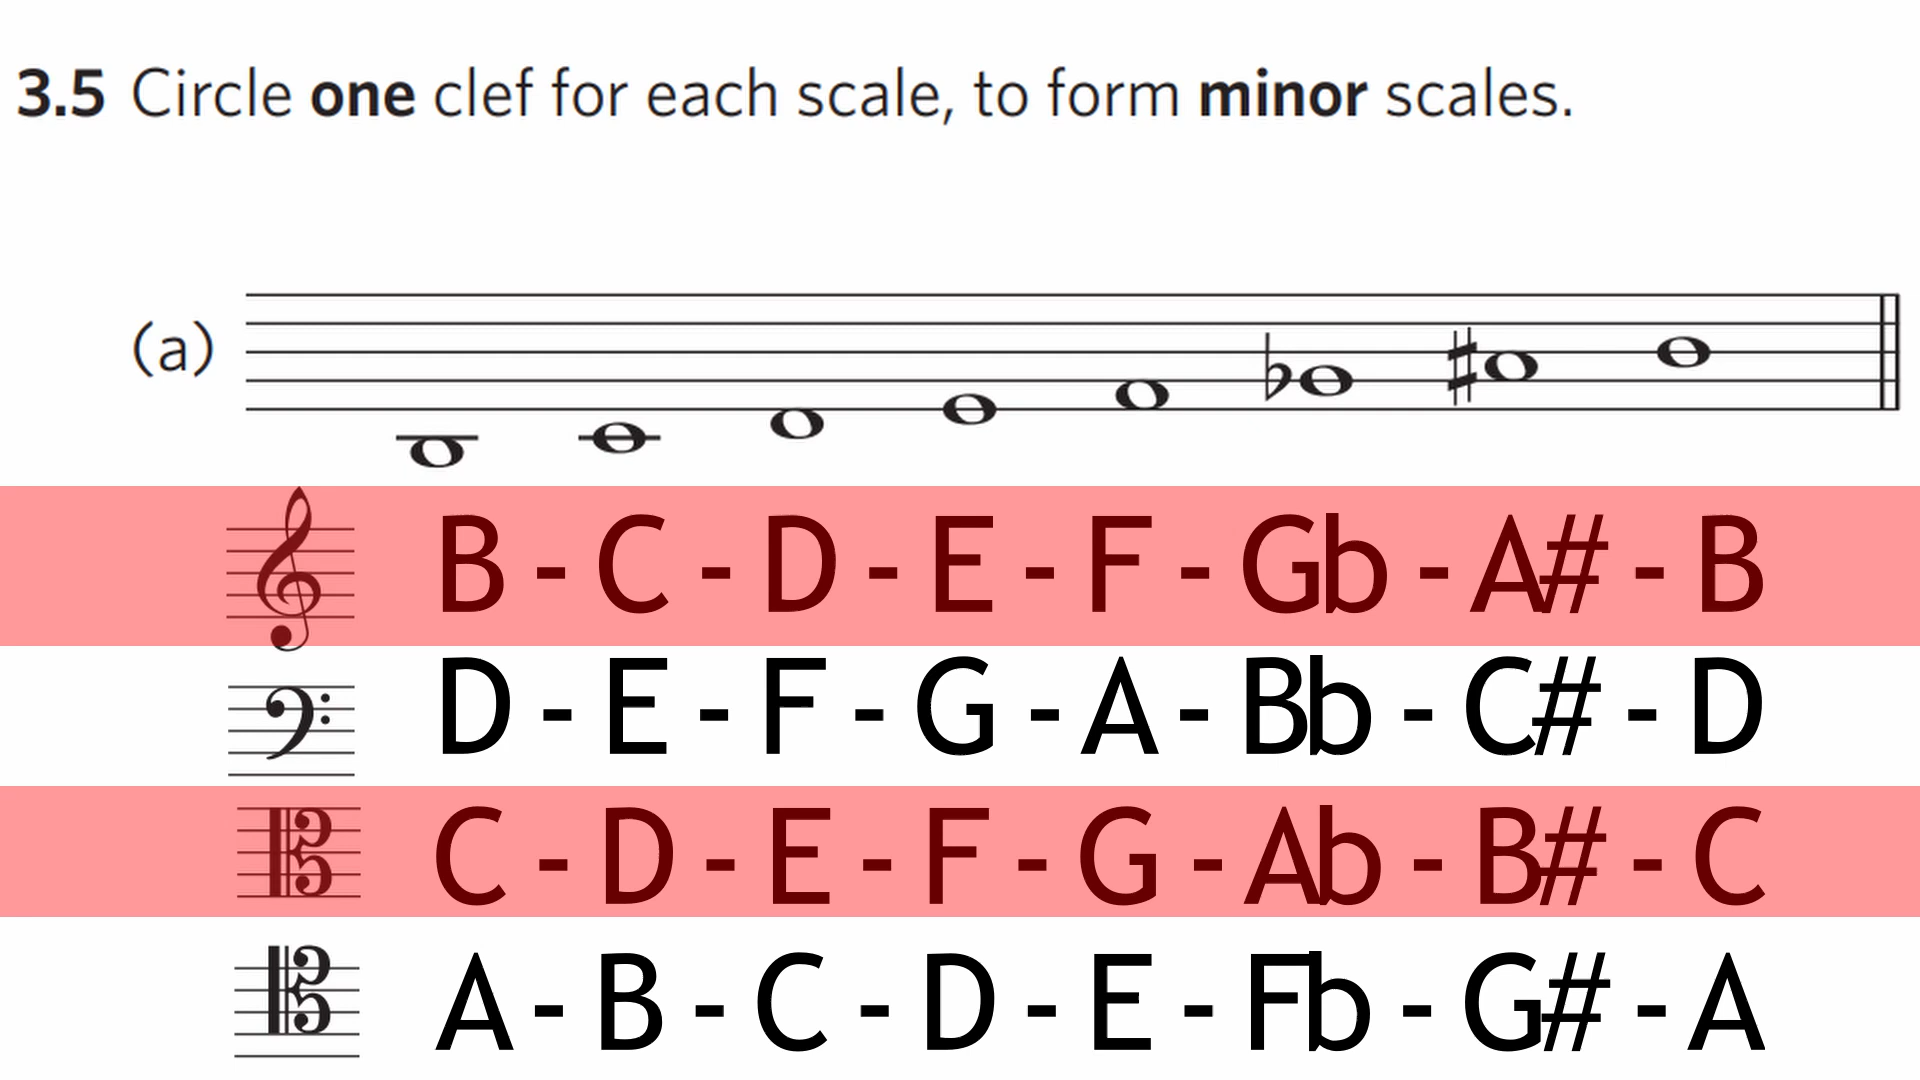 3.5 Circle one clef for each scale, to form minor scales.
(a)
B - C - D - E - F - Gb - A# - B
D - E - F - G - A - Bb - C# - D
C - D - E - F - G - Ab - B# - C
A - B - C - D - E - Fb - G# - A